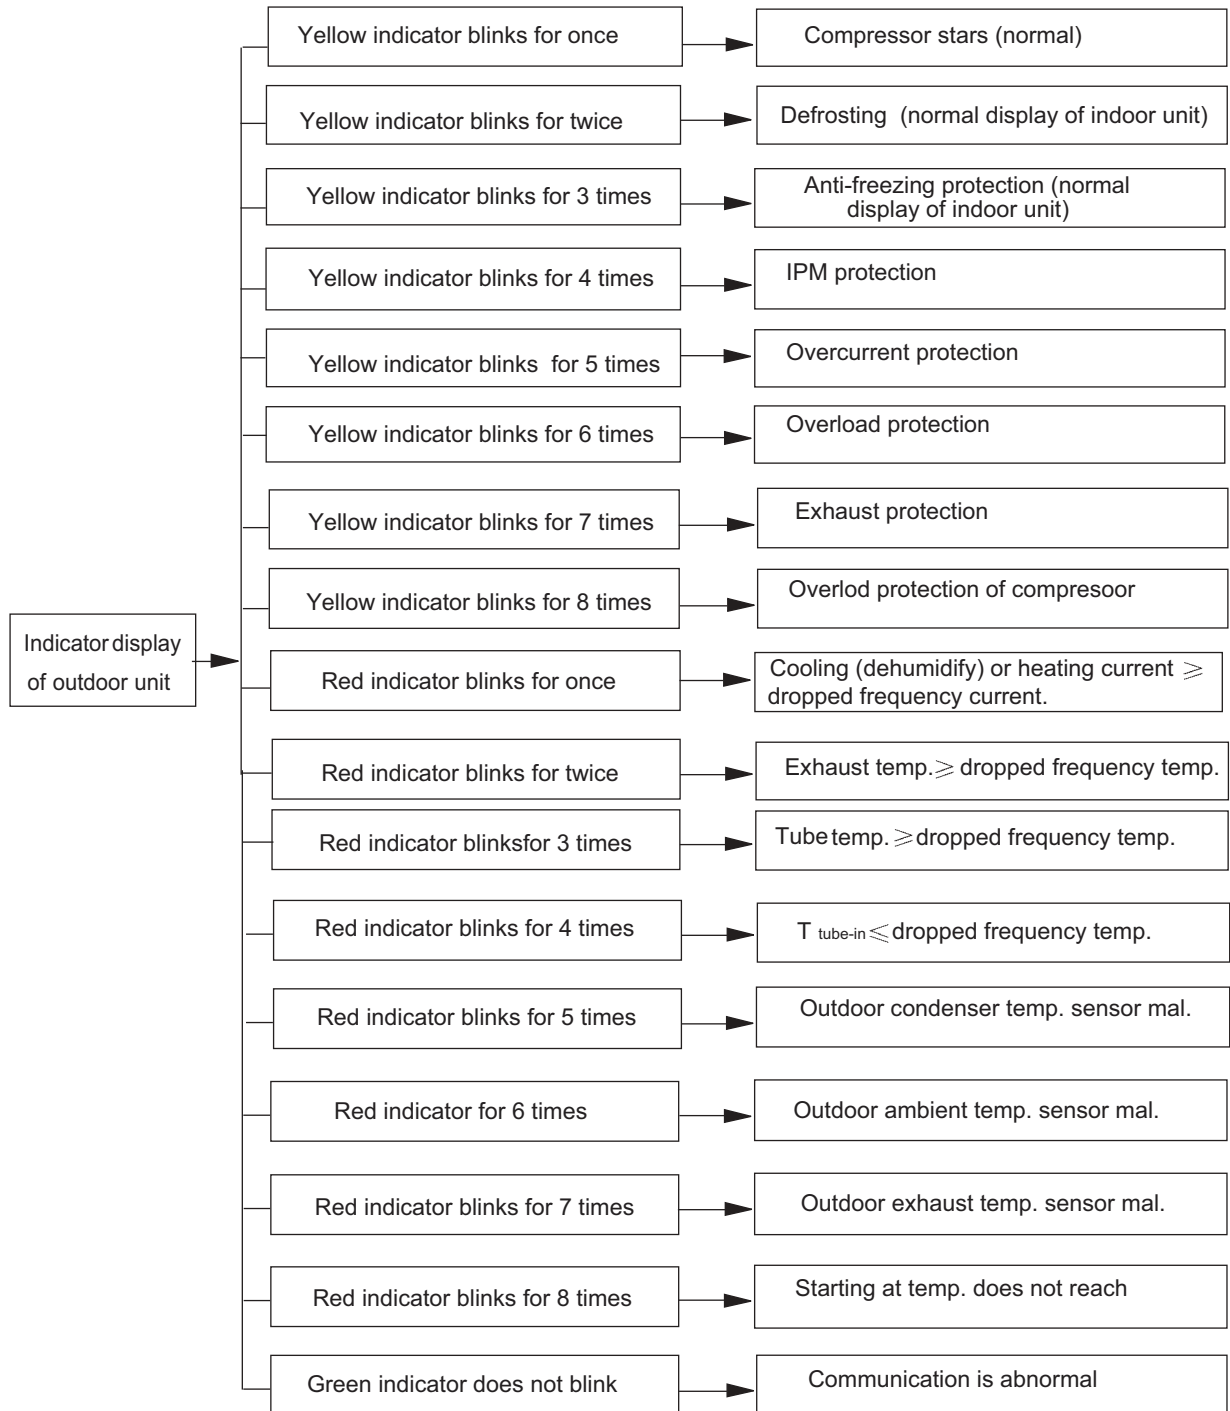 Yellow indicator blinks for once
Compressor stars (normal)
Yellow indicator blinks for twice
Defrosting (normal display of indoor unit)
Yellow indicator blinks for 3 times
Anti-freezing protection (normal
display of indoor unit)
Yellow indicator blinks for 4 times
IPM protection
Yellow indicator blinks for 5 times
Overcurrent protection
Yellow indicator blinks for 6 times
Overload protection
Yellow indicator blinks for 7 times
Exhaust protection
Yellow indicator blinks for 8 times
Overlod protection of compresoor
Indicator display
of outdoor unit
Red indicator blinks for once
Cooling (dehumidify) or heating current ≥
dropped frequency current.
Red indicator blinks for twice
Exhaust temp. ≥ dropped frequency temp.
Red indicator blinksfor 3 times
Tube temp. ≥ dropped frequency temp.
Red indicator blinks for 4 times
T tube-in ≤ dropped frequency temp.
Red indicator blinks for 5 times
Outdoor condenser temp. sensor mal.
Red indicator for 6 times
Outdoor ambient temp. sensor mal.
Red indicator blinks for 7 times
Outdoor exhaust temp. sensor mal.
Red indicator blinks for 8 times
Starting at temp. does not reach
Green indicator does not blink
Communication is abnormal